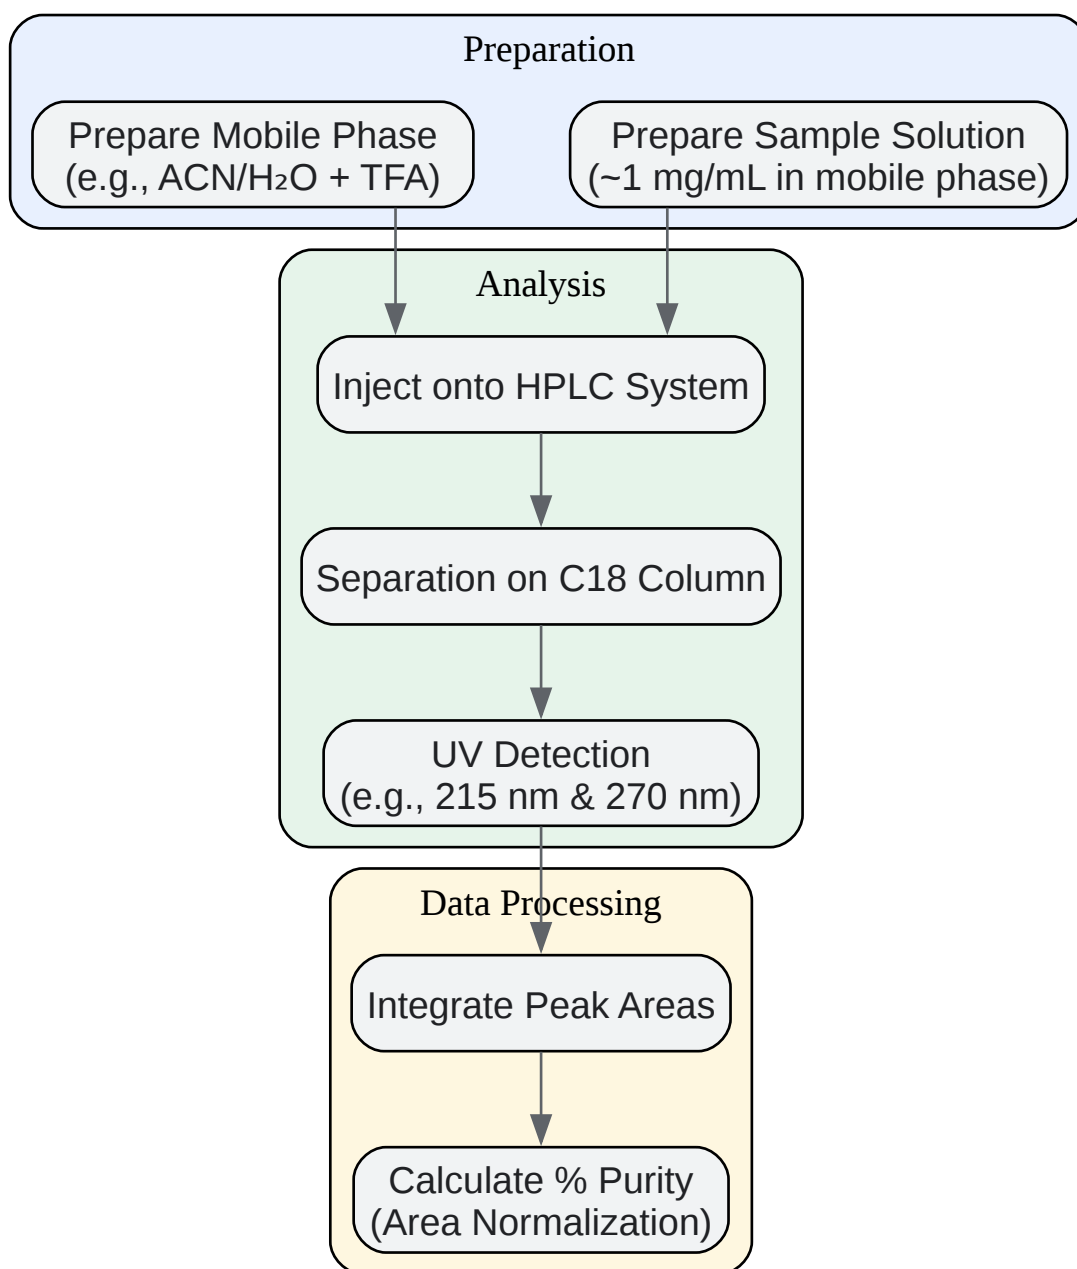 Preparation
Prepare Mobile Phase
(e.g., ACN/H₂O + TFA)
Prepare Sample Solution
(~1 mg/mL in mobile phase)
Analysis
Inject onto HPLC System
Separation on C18 Column
UV Detection
(e.g., 215 nm & 270 nm)
Data Processing
Integrate Peak Areas
Calculate % Purity
(Area Normalization)